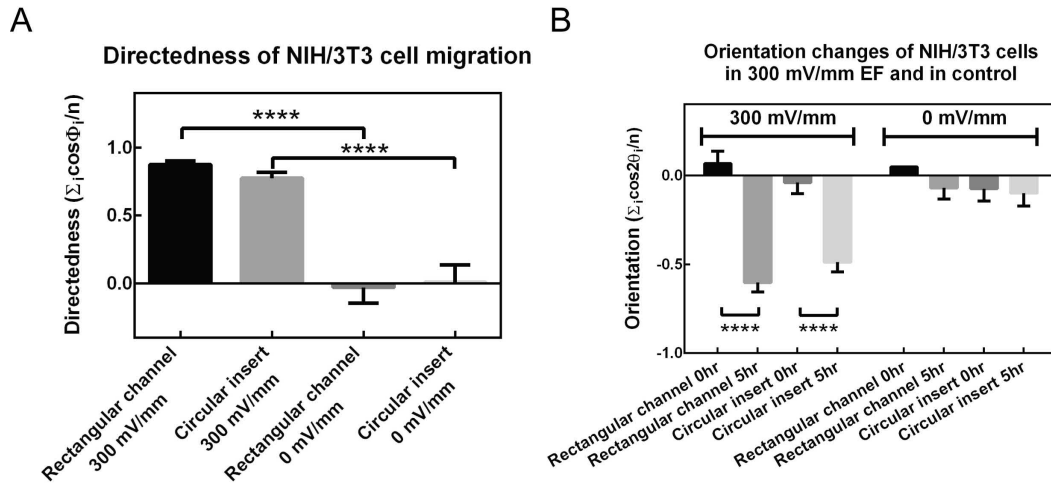 A
Directedness of NIH/3T3 cell migration
Directedness (ΣᵢcosΦᵢ/n)
1.0
0.5
0.0
****
****
Rectangular channel
300 mV/mm
Circular insert
300 mV/mm
Rectangular channel
0 mV/mm
Circular insert
0 mV/mm
B
Orientation changes of NIH/3T3 cells
in 300 mV/mm EF and in control
300 mV/mm
0 mV/mm
Orientation (Σᵢcos2θᵢ/n)
0.0
-0.5
-1.0
****
****
Rectangular channel 0hr
Rectangular channel 5hr
Circular insert 0hr
Circular insert 5hr
Rectangular channel 0hr
Rectangular channel 5hr
Circular insert 0hr
Circular insert 5hr